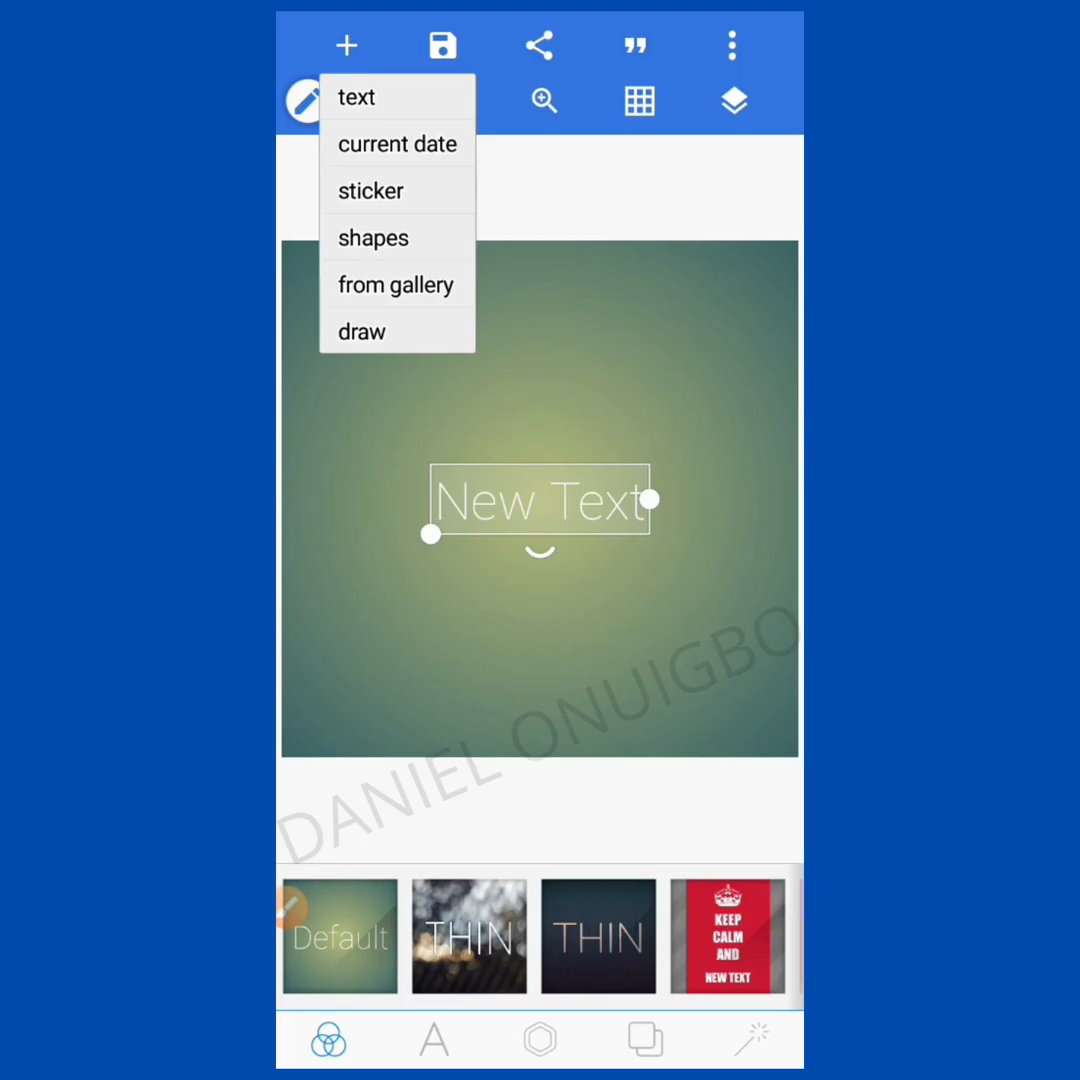 text
current date
sticker
shapes
from gallery
draw
New Text
DANIEL ONUIGBO
Default
THIN
THIN
KEEP
CALM
AND
NEW TEXT